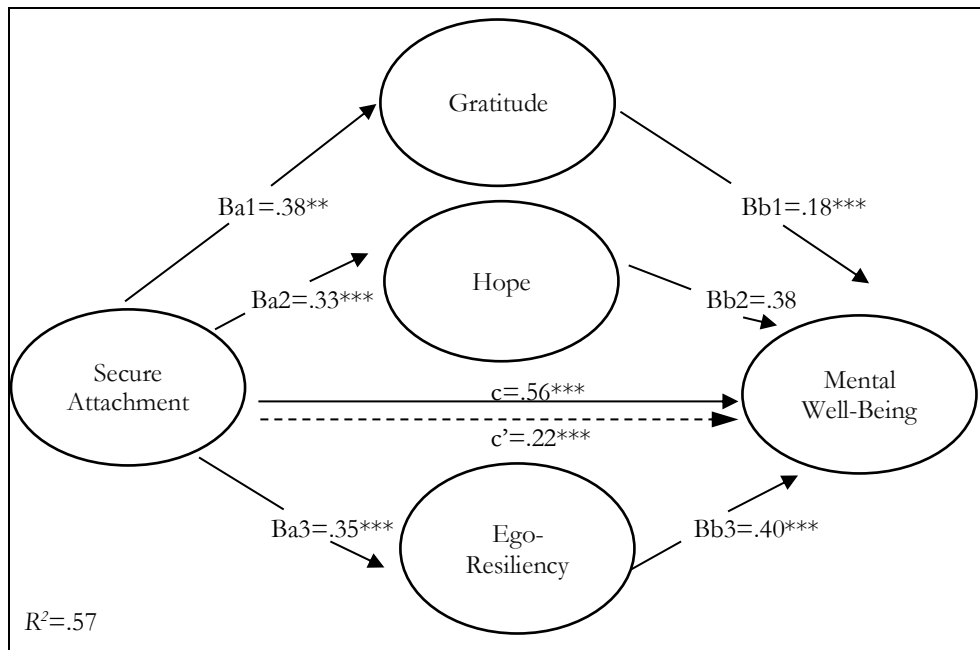 Gratitude
Ba1=.38**
Bb1=.18***
Hope
Ba2=.33***
Bb2=.38
Secure
Attachment
Mental
Well-Being
c=.56***
c’=.22***
Ba3=.35***
Ego-
Resiliency
Bb3=.40***
R²=.57